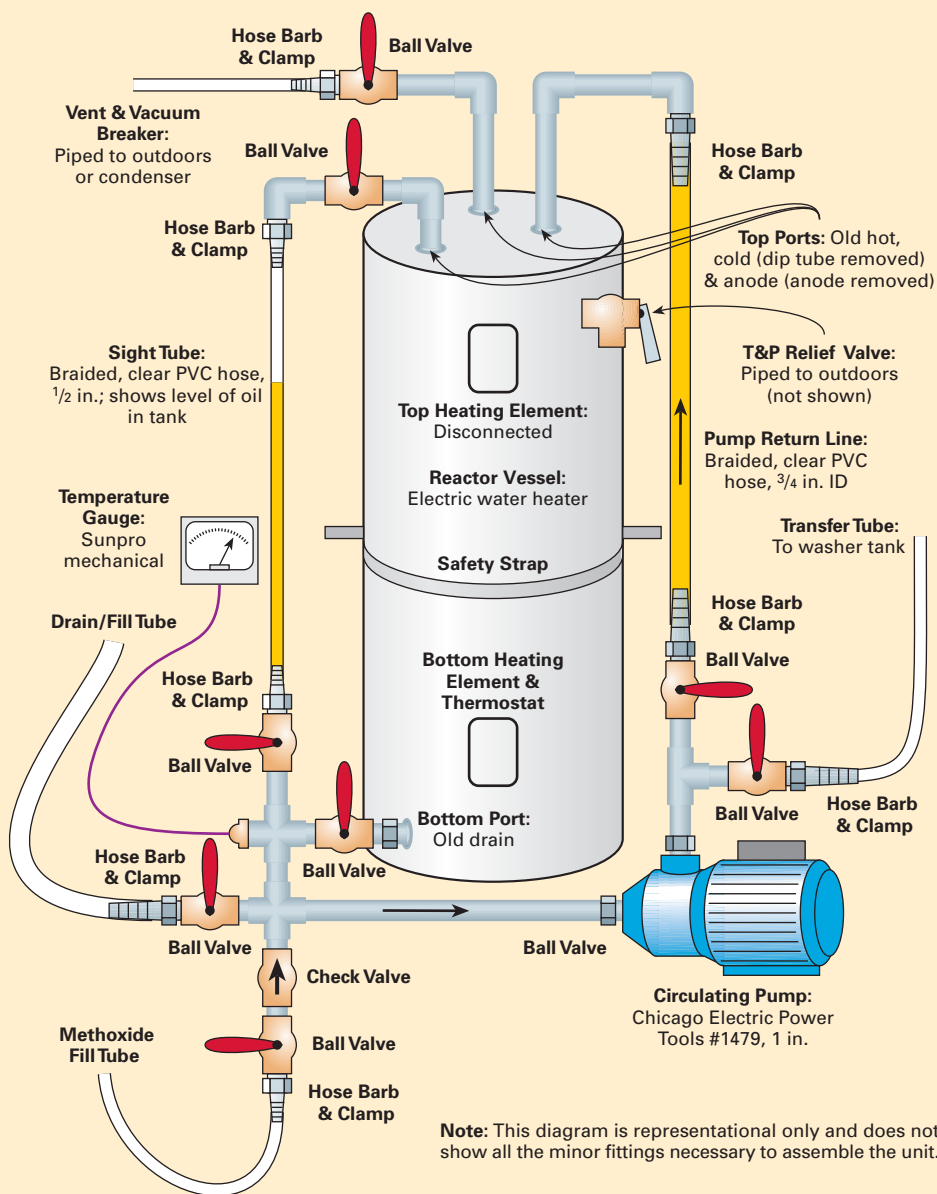 Hose Barb
& Clamp
Ball Valve
Vent & Vacuum
Breaker:
Piped to outdoors
or condenser
Ball Valve
Hose Barb
& Clamp
Hose Barb
& Clamp
Top Ports: Old hot,
cold (dip tube removed)
& anode (anode removed)
Sight Tube:
Braided, clear PVC hose,
1/2 in.; shows level of oil
in tank
T&P Relief Valve:
Piped to outdoors
(not shown)
Top Heating Element:
Disconnected
Pump Return Line:
Braided, clear PVC
hose, 3/4 in. ID
Reactor Vessel:
Electric water heater
Temperature
Gauge:
Sunpro
mechanical
Transfer Tube:
To washer tank
Safety Strap
Drain/Fill Tube
Hose Barb
& Clamp
Ball Valve
Bottom Heating
Element &
Thermostat
Hose Barb
& Clamp
Ball Valve
Ball Valve
Hose Barb
& Clamp
Bottom Port:
Old drain
Ball Valve
Hose Barb
& Clamp
Ball Valve
Ball Valve
Check Valve
Circulating Pump:
Chicago Electric Power
Tools #1479, 1 in.
Methoxide
Fill Tube
Ball Valve
Hose Barb
& Clamp
Note: This diagram is representational only and does not
show all the minor fittings necessary to assemble the unit.